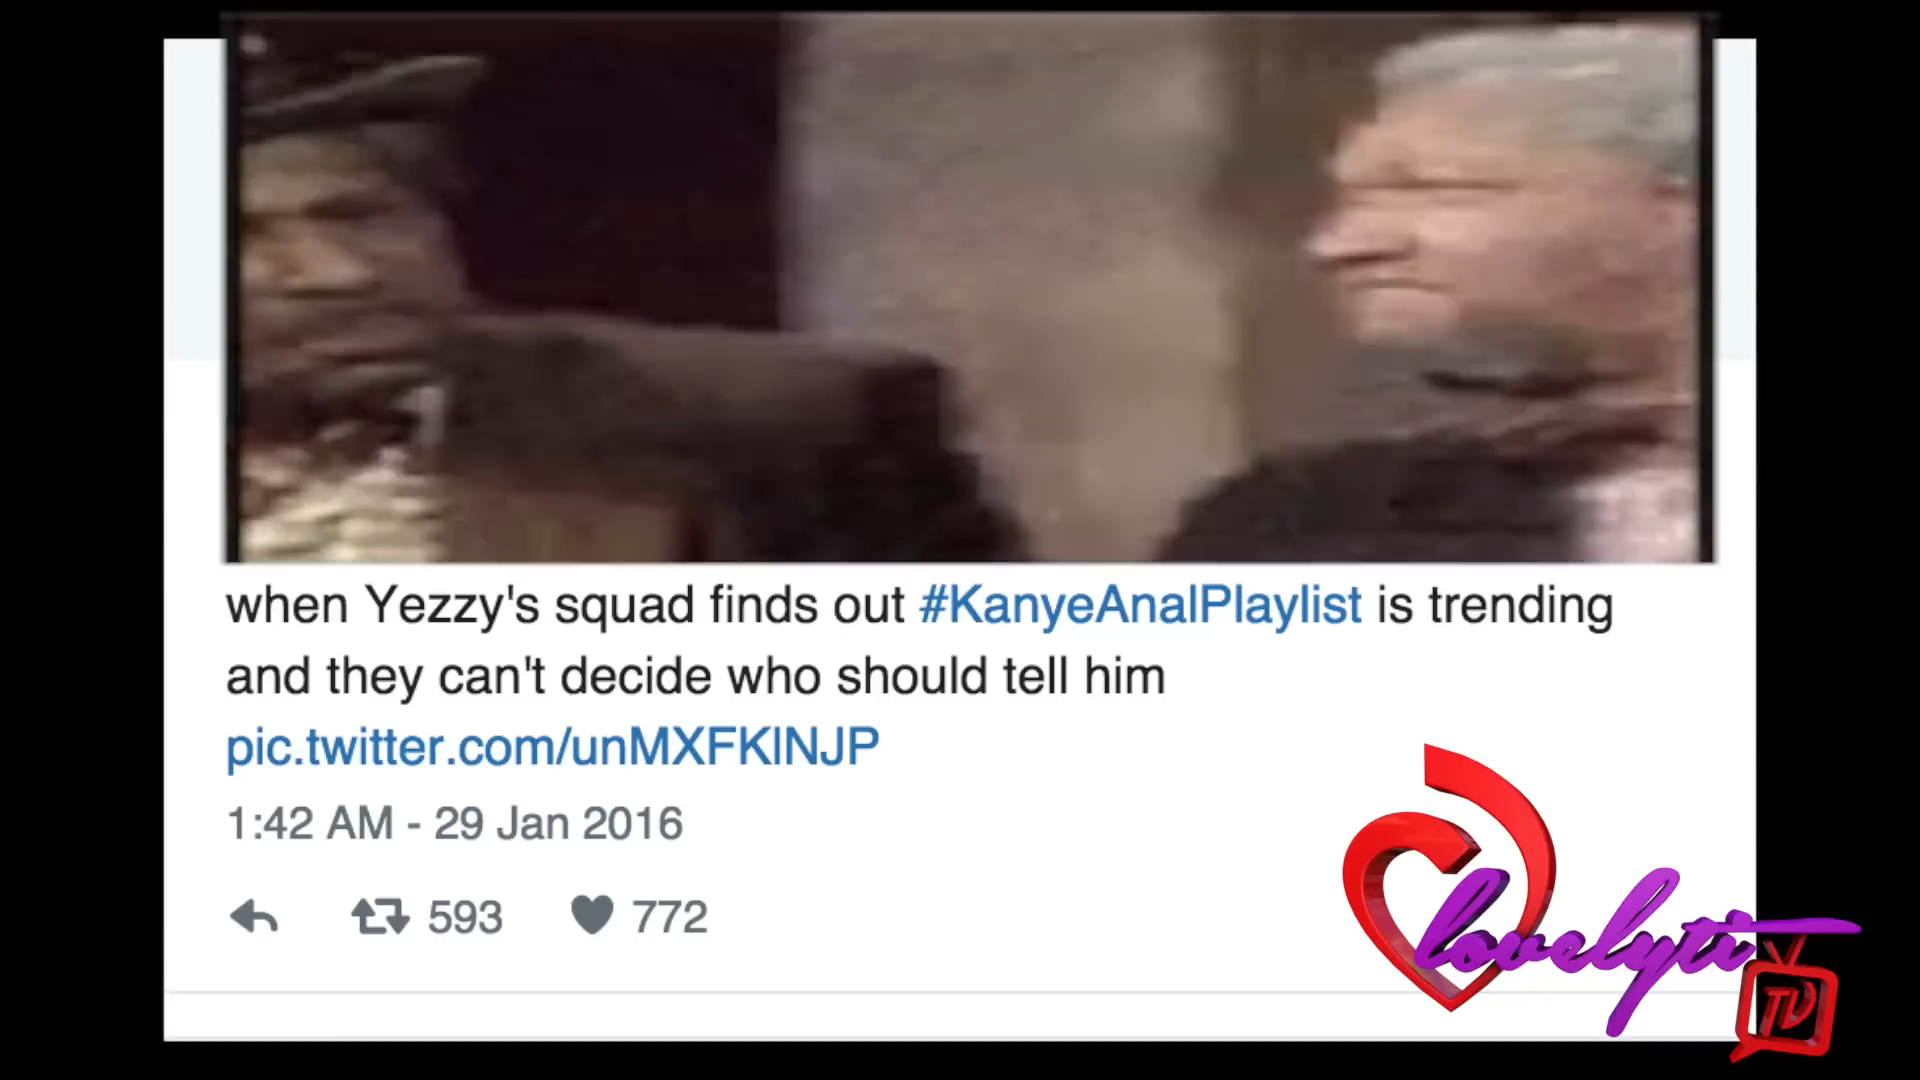 when Yezzy's squad finds out #KanyeAnalPlaylist is trending
and they can't decide who should tell him
pic.twitter.com/unMXFKlNJP
1:42 AM - 29 Jan 2016
593 772
lovelyti
TV